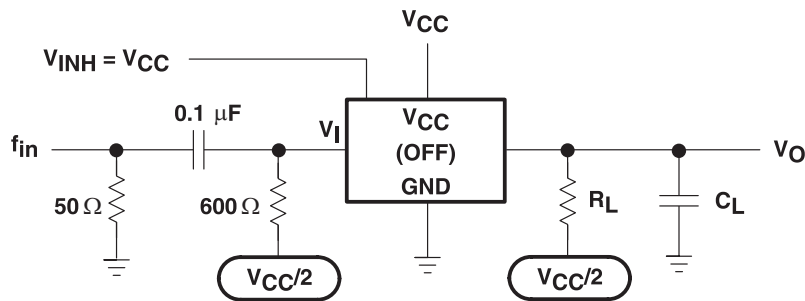 VCC
VINH = VCC
0.1 μF
fin
VI
VCC
(OFF)
GND
VO
50 Ω
600 Ω
RL
CL
VCC/2
VCC/2